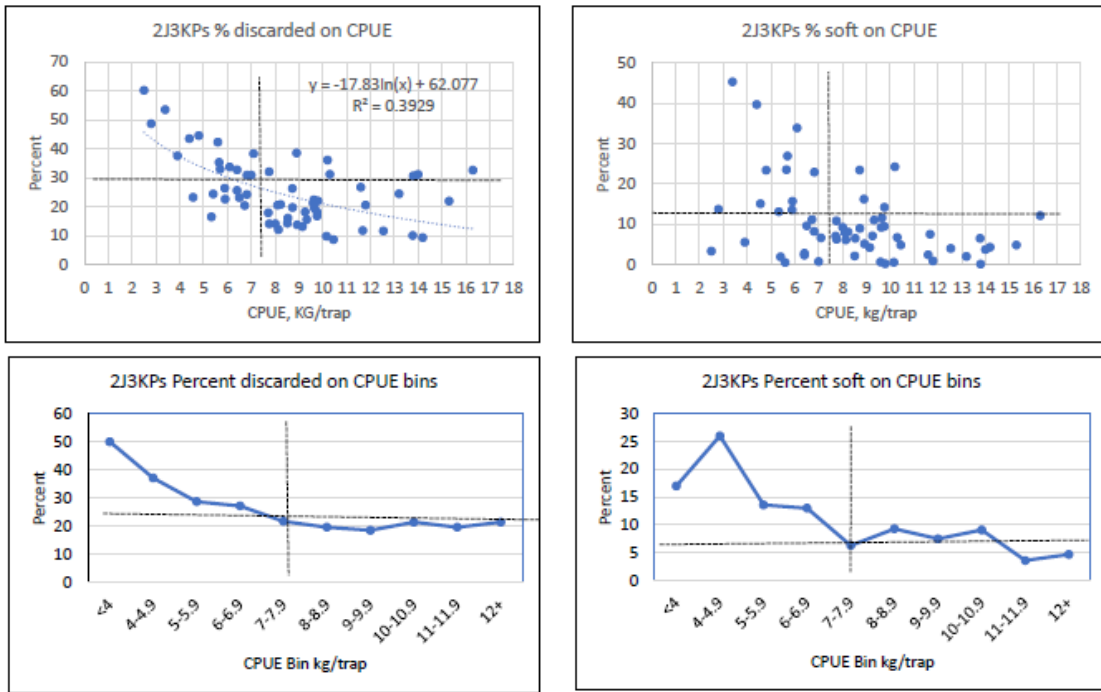 2J3KPs % discarded on CPUE
70
60
50
40
30
20
10
0
Percent
y = -17.83ln(x) + 62.077
R² = 0.3929
0 1 2 3 4 5 6 7 8 9 10 11 12 13 14 15 16 17 18
CPUE, KG/trap
2J3KPs % soft on CPUE
50
40
30
20
10
0
Percent
0 1 2 3 4 5 6 7 8 9 10 11 12 13 14 15 16 17 18
CPUE, kg/trap
2J3KPs Percent discarded on CPUE bins
60
50
40
30
20
10
0
Percent
<4 4-4.9 5-5.9 6-6.9 7-7.9 8-8.9 9-9.9 10-10.9 11-11.9 12+
CPUE Bin kg/trap
2J3KPs Percent soft on CPUE bins
30
25
20
15
10
5
0
Percent
<4 4-4.9 5-5.9 6-6.9 7-7.9 8-8.9 9-9.9 10-10.9 11-11.9 12+
CPUE Bin kg/trap